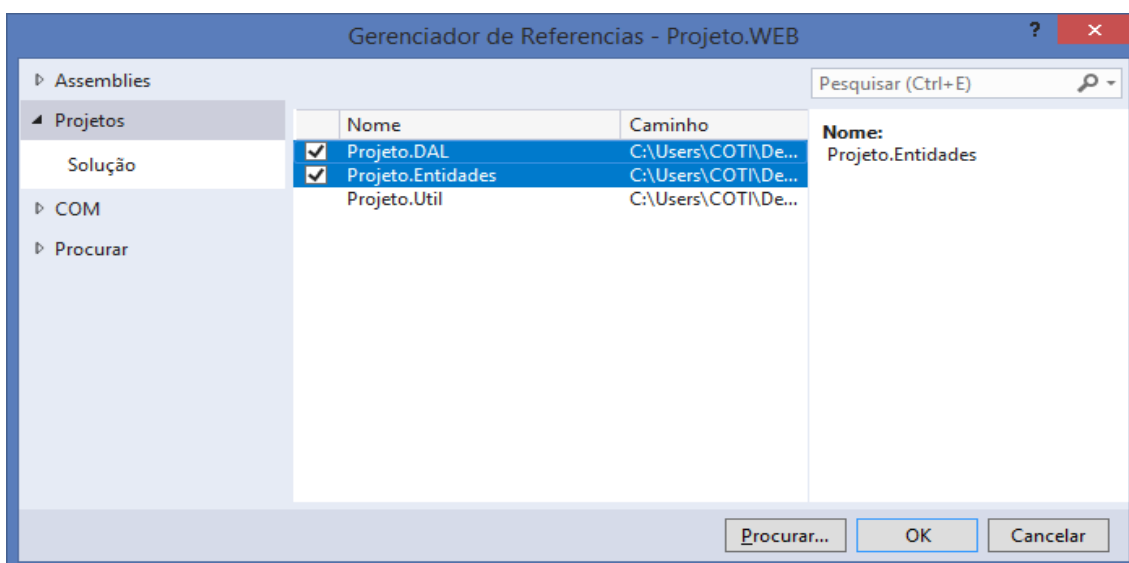 Gerenciador de Referencias - Projeto.WEB
?
Assemblies
Projetos
Solução
COM
Procurar
Nome Caminho
Projeto.DAL C:\Users\COTI\De...
Projeto.Entidades C:\Users\COTI\De...
Projeto.Util C:\Users\COTI\De...
Pesquisar (Ctrl+E)
Nome:
Projeto.Entidades
Procurar... OK Cancelar